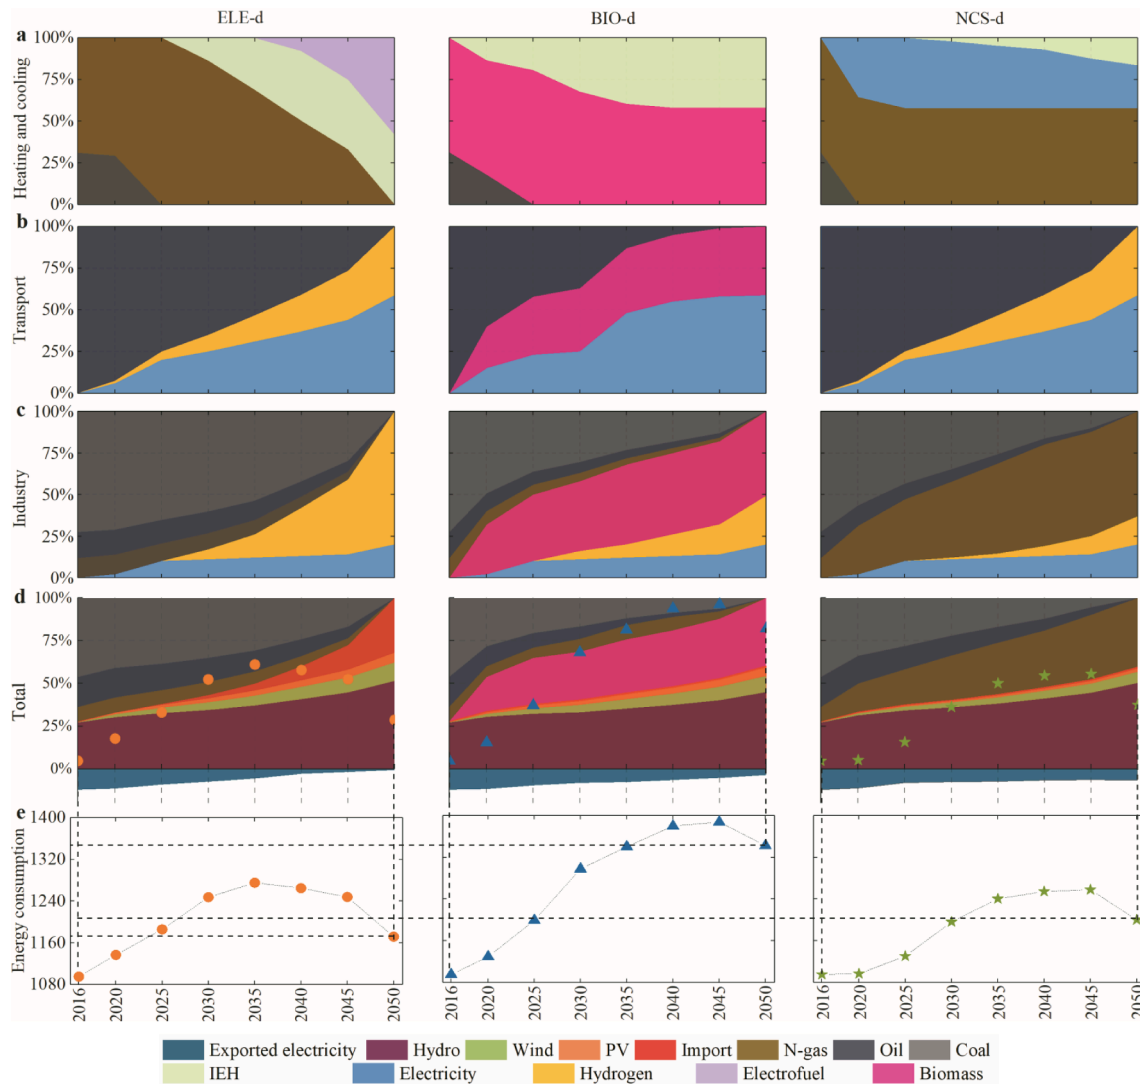 ELE-d BIO-d NCS-d
a
Heating and cooling
100%
75%
50%
25%
0%
b
Transport
100%
75%
50%
25%
0%
c
Industry
100%
75%
50%
25%
0%
d
Total
100%
75%
50%
25%
0%
e
Energy consumption
1400
1320
1240
1160
1080
2016 2020 2025 2030 2035 2040 2045 2050
2016 2020 2025 2030 2035 2040 2045 2050
2016 2020 2025 2030 2035 2040 2045 2050
Exported electricity Hydro Wind PV Import N-gas Oil Coal
IEH Electricity Hydrogen Electrofuel Biomass